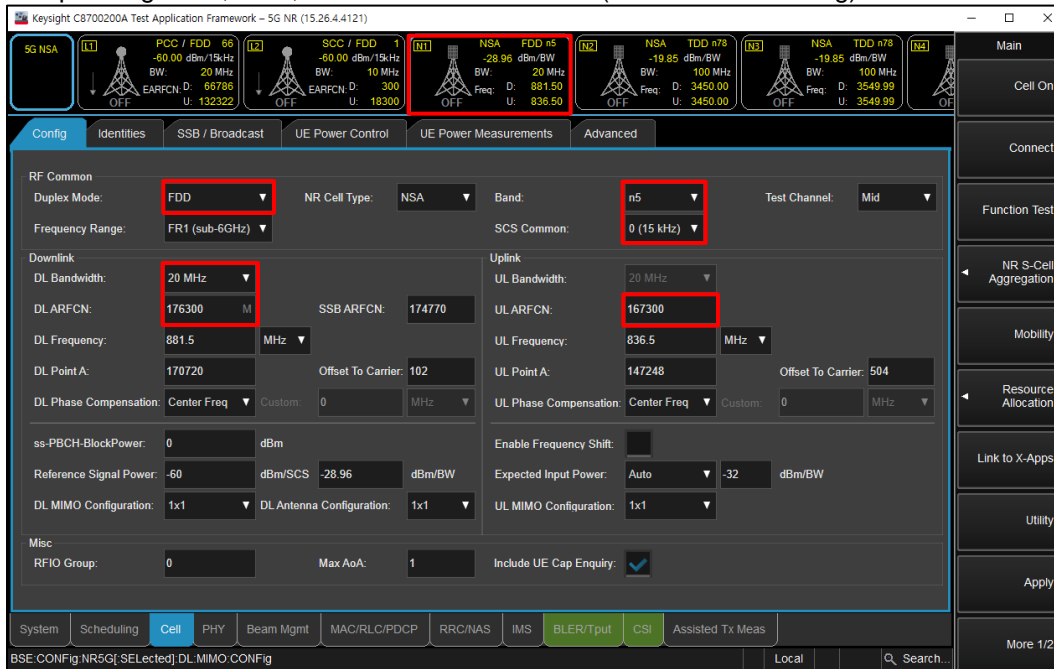 Keysight C8700200A Test Application Framework – 5G NR (15.26.4.4121)
5G NSA
L1 PCC / FDD 66
-60.00 dBm/15kHz
BW: 20 MHz
EARFCN: D: 66786
OFF U: 132322
L2 SCC / FDD 1
-60.00 dBm/15kHz
BW: 10 MHz
EARFCN: D: 300
OFF U: 18300
N1 NSA FDD n5
-28.96 dBm/BW
BW: 20 MHz
Freq: D: 881.50
OFF U: 836.50
N2 NSA TDD n78
-19.85 dBm/BW
BW: 100 MHz
Freq: D: 3450.00
OFF U: 3450.00
N3 NSA TDD n78
-19.85 dBm/BW
BW: 100 MHz
Freq: D: 3549.99
OFF U: 3549.99
N4
OF
Main
Cell On
Connect
Function Test
NR S-Cell
Aggregation
Mobility
Resource
Allocation
Link to X-Apps
Utility
Apply
More 1/2
Config Identities SSB / Broadcast UE Power Control UE Power Measurements Advanced
RF Common
Duplex Mode: FDD NR Cell Type: NSA Band: n5 Test Channel: Mid
Frequency Range: FR1 (sub-6GHz) SCS Common: 0 (15 kHz)
Downlink Uplink
DL Bandwidth: 20 MHz UL Bandwidth: 20 MHz
DL ARFCN: 176300 M SSB ARFCN: 174770 UL ARFCN: 167300
DL Frequency: 881.5 MHz UL Frequency: 836.5 MHz
DL Point A: 170720 Offset To Carrier: 102 UL Point A: 147248 Offset To Carrier: 504
DL Phase Compensation: Center Freq Custom: 0 MHz UL Phase Compensation: Center Freq Custom: 0 MHz
ss-PBCH-BlockPower: 0 dBm Enable Frequency Shift:
Reference Signal Power: -60 dBm/SCS -28.96 dBm/BW Expected Input Power: Auto -32 dBm/BW
DL MIMO Configuration: 1x1 DL Antenna Configuration: 1x1 UL MIMO Configuration: 1x1
Misc
RFIO Group: 0 Max AoA: 1 Include UE Cap Enquiry:
System Scheduling Cell PHY Beam Mgmt MAC/RLC/PDCP RRC/NAS IMS BLER/Tput CSI Assisted Tx Meas
BSE:CONFig:NR5G[:SELected]:DL:MIMO:CONFig Local Search...